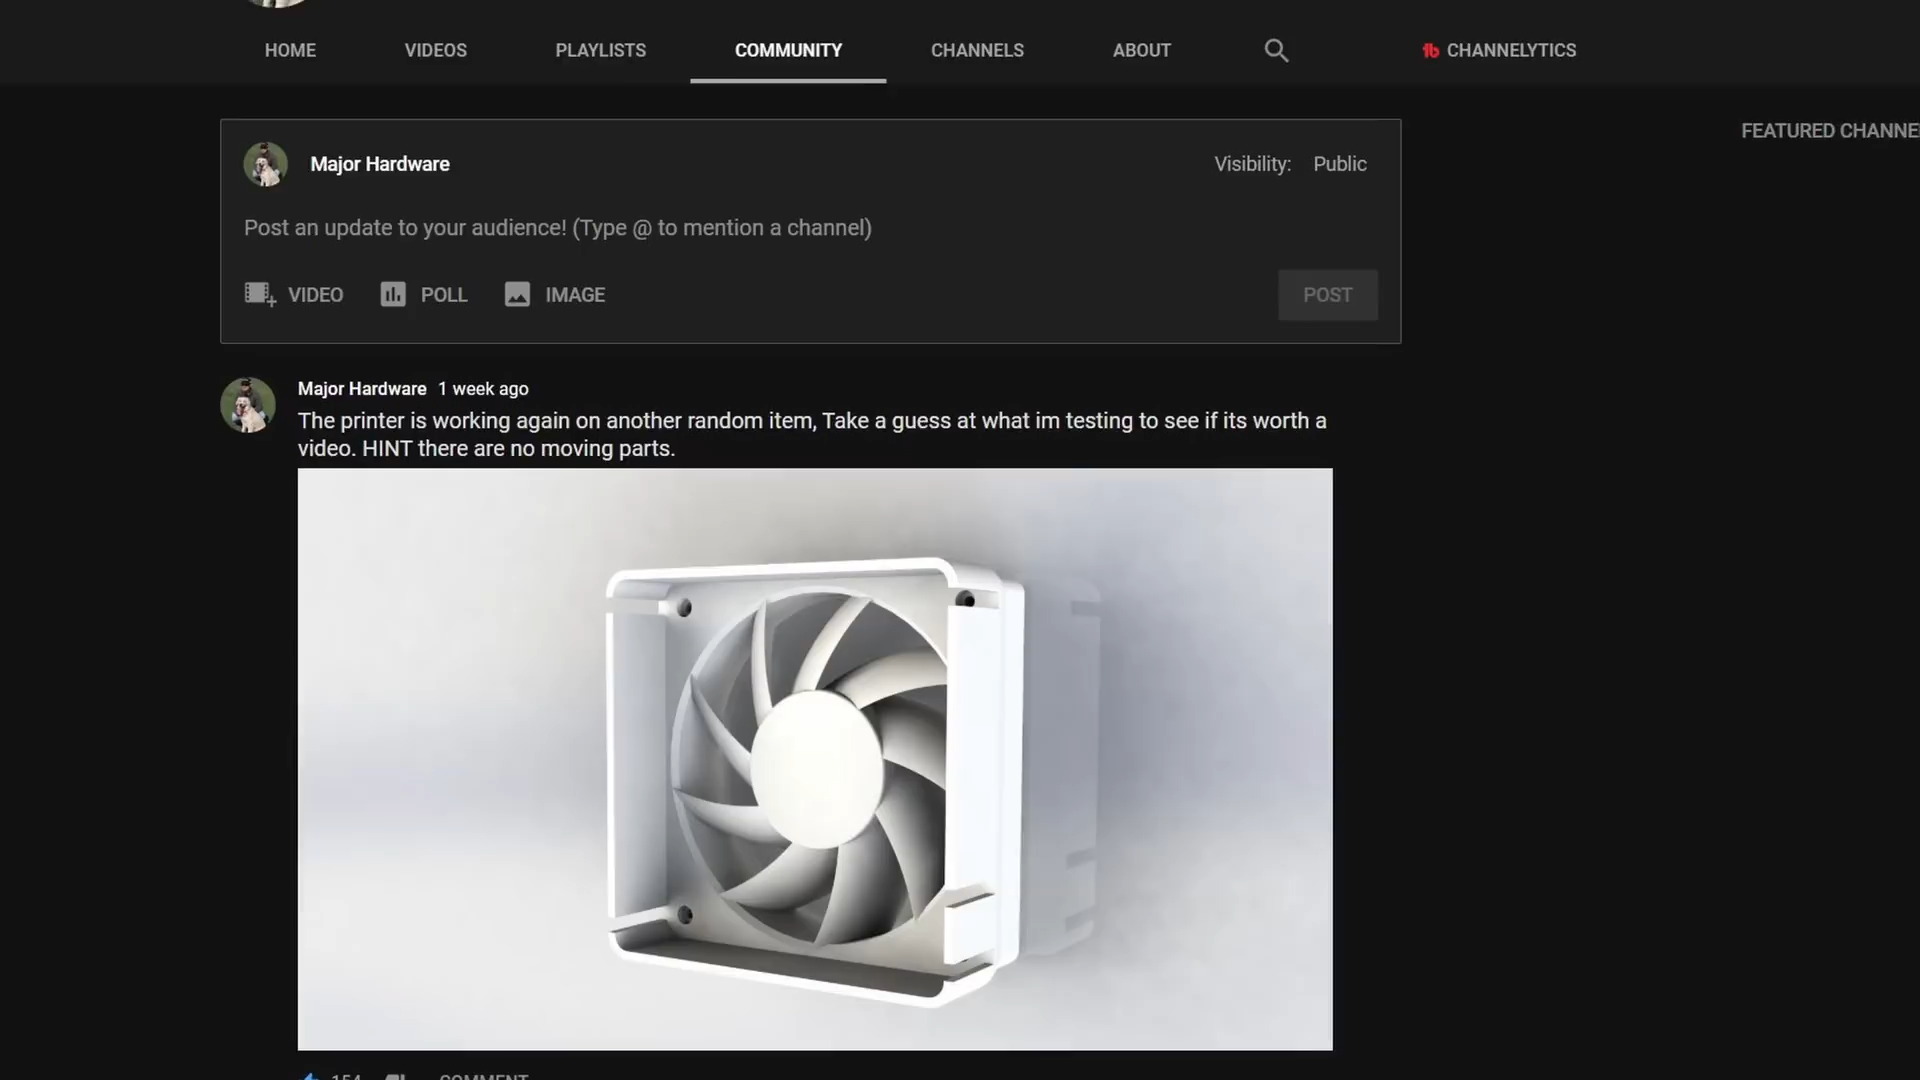 HOME VIDEOS PLAYLISTS COMMUNITY CHANNELS ABOUT CHANNELYTICS
FEATURED CHANNE
Major Hardware Visibility: Public
Post an update to your audience! (Type @ to mention a channel)
VIDEO POLL IMAGE POST
Major Hardware 1 week ago
The printer is working again on another random item, Take a guess at what im testing to see if its worth a
video. HINT there are no moving parts.
154 COMMENT